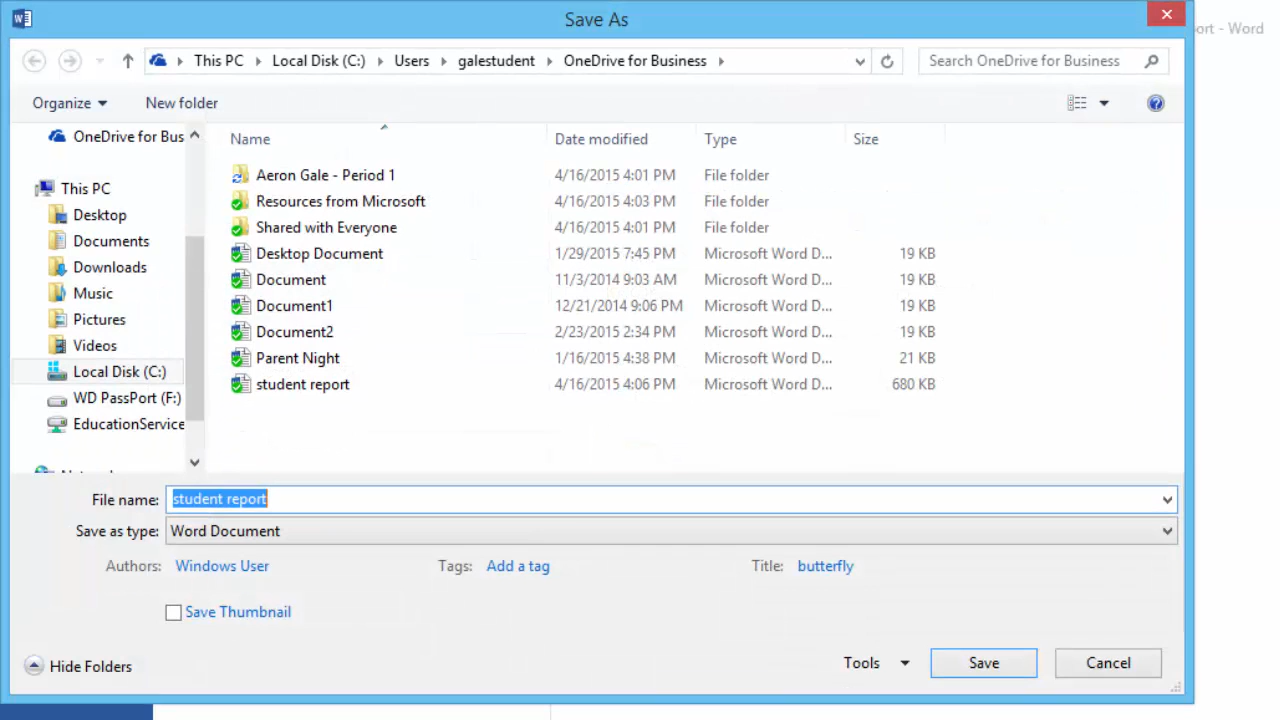 Save As
ort - Word
This PC Local Disk (C:) Users galestudent OneDrive for Business Search OneDrive for Business
Organize New folder
OneDrive for Bus
Name Date modified Type Size
This PC
Desktop
Documents
Downloads
Music
Pictures
Videos
Local Disk (C:)
WD PassPort (F:)
EducationService
Aeron Gale - Period 1 4/16/2015 4:01 PM File folder
Resources from Microsoft 4/16/2015 4:03 PM File folder
Shared with Everyone 4/16/2015 4:01 PM File folder
Desktop Document 1/29/2015 7:45 PM Microsoft Word D... 19 KB
Document 11/3/2014 9:03 AM Microsoft Word D... 19 KB
Document1 12/21/2014 9:06 PM Microsoft Word D... 19 KB
Document2 2/23/2015 2:34 PM Microsoft Word D... 19 KB
Parent Night 1/16/2015 4:38 PM Microsoft Word D... 21 KB
student report 4/16/2015 4:06 PM Microsoft Word D... 680 KB
File name: student report
Save as type: Word Document
Authors: Windows User Tags: Add a tag Title: butterfly
Save Thumbnail
Hide Folders Tools Save Cancel